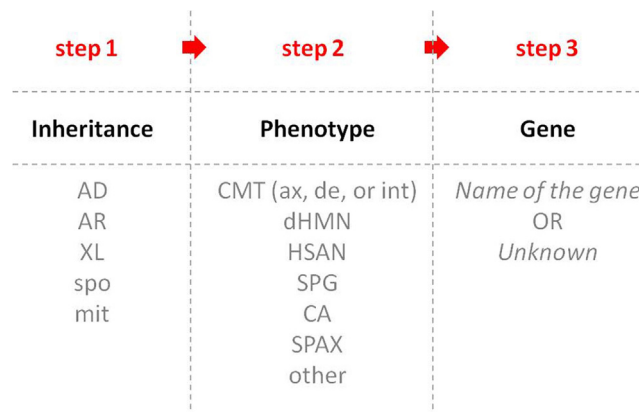 step 1 step 2 step 3
Inheritance Phenotype Gene
AD CMT (ax, de, or int) Name of the gene
AR dHMN OR
XL HSAN Unknown
spo SPG
mit CA
SPAX
other